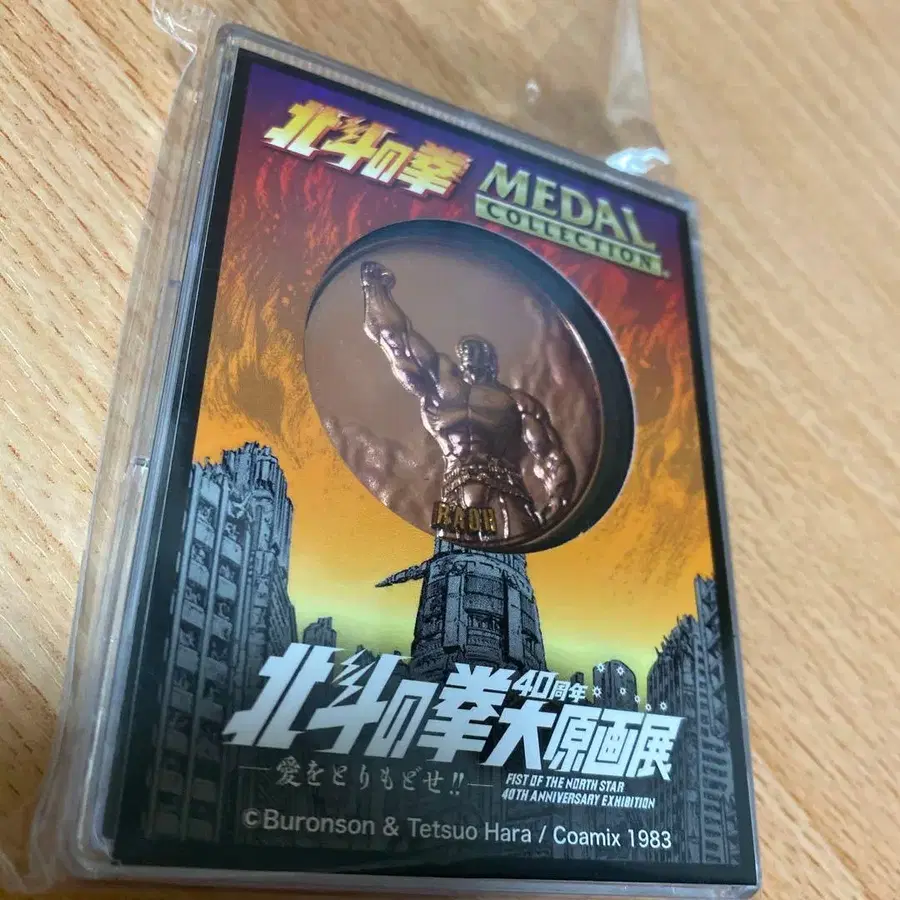 北斗の拳
MEDAL
COLLECTION
RAOH
北斗の拳
40周年
大原画展
愛をとりもどせ!!
FIST OF THE NORTH STAR
40TH ANNIVERSARY EXHIBITION
©Buronson & Tetsuo Hara / Coamix 1983